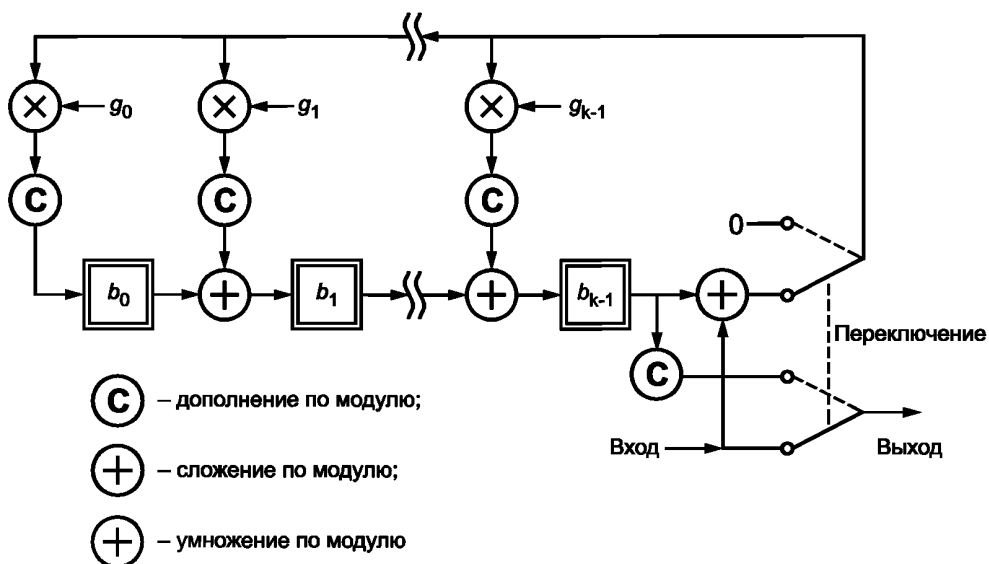 g0
g1
gk-1
C
C
C
0
b0
b1
bk-1
Переключение
C
C – дополнение по модулю;
Вход
Выход
– сложение по модулю;
– умножение по модулю